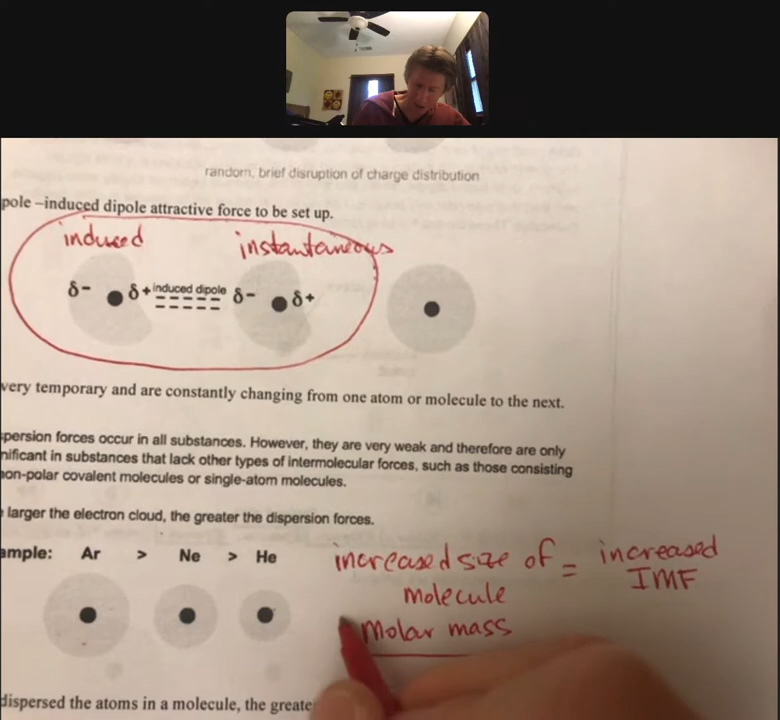 random, brief disruption of charge distribution
pole –induced dipole attractive force to be set up.
induced instantaneous
δ- δ+ induced dipole δ- δ+
very temporary and are constantly changing from one atom or molecule to the next.
spersion forces occur in all substances. However, they are very weak and therefore are only
nificant in substances that lack other types of intermolecular forces, such as those consisting
non-polar covalent molecules or single-atom molecules.
larger the electron cloud, the greater the dispersion forces.
ample: Ar > Ne > He
increased size of = increased
molecule IMF
Molar mass
dispersed the atoms in a molecule, the greate